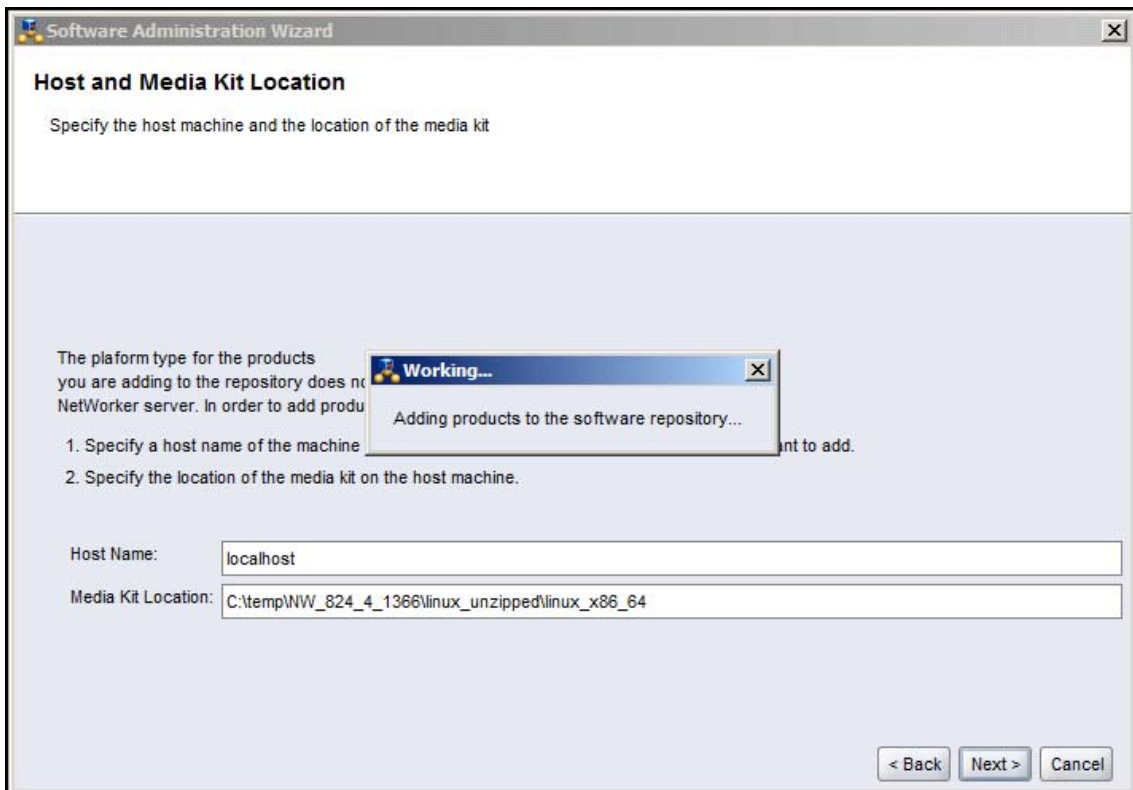 Software Administration Wizard
Host and Media Kit Location
Specify the host machine and the location of the media kit
The plaform type for the products
you are adding to the repository does no
NetWorker server. In order to add produ
Working...
Adding products to the software repository...
1. Specify a host name of the machine nt to add.
2. Specify the location of the media kit on the host machine.
Host Name: localhost
Media Kit Location: C:\temp\NW_824_4_1366\linux_unzipped\linux_x86_64
< Back Next > Cancel